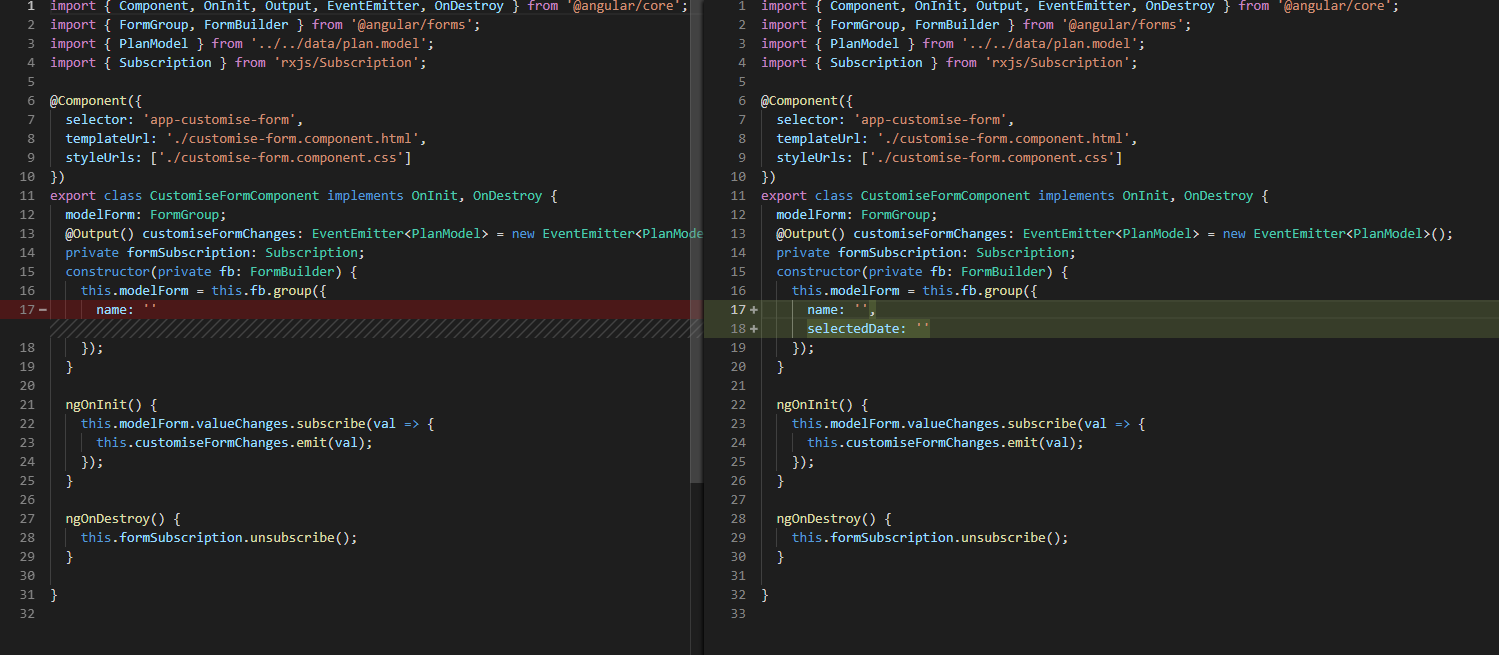 1 import { Component, OnInit, Output, EventEmitter, OnDestroy } from '@angular/core';
2 import { FormGroup, FormBuilder } from '@angular/forms';
3 import { PlanModel } from '../../data/plan.model';
4 import { Subscription } from 'rxjs/Subscription';
5
6 @Component({
7   selector: 'app-customise-form',
8   templateUrl: './customise-form.component.html',
9   styleUrls: ['./customise-form.component.css']
10 })
11 export class CustomiseFormComponent implements OnInit, OnDestroy {
12   modelForm: FormGroup;
13   @Output() customiseFormChanges: EventEmitter<PlanModel> = new EventEmitter<PlanMode
14   private formSubscription: Subscription;
15   constructor(private fb: FormBuilder) {
16     this.modelForm = this.fb.group({
17-      name: ''
18     });
19   }
20
21   ngOnInit() {
22     this.modelForm.valueChanges.subscribe(val => {
23       this.customiseFormChanges.emit(val);
24     });
25   }
26
27   ngOnDestroy() {
28     this.formSubscription.unsubscribe();
29   }
30
31 }
32
1 import { Component, OnInit, Output, EventEmitter, OnDestroy } from '@angular/core';
2 import { FormGroup, FormBuilder } from '@angular/forms';
3 import { PlanModel } from '../../data/plan.model';
4 import { Subscription } from 'rxjs/Subscription';
5
6 @Component({
7   selector: 'app-customise-form',
8   templateUrl: './customise-form.component.html',
9   styleUrls: ['./customise-form.component.css']
10 })
11 export class CustomiseFormComponent implements OnInit, OnDestroy {
12   modelForm: FormGroup;
13   @Output() customiseFormChanges: EventEmitter<PlanModel> = new EventEmitter<PlanModel>();
14   private formSubscription: Subscription;
15   constructor(private fb: FormBuilder) {
16     this.modelForm = this.fb.group({
17+      name: '',
18+      selectedDate: ''
19     });
20   }
21
22   ngOnInit() {
23     this.modelForm.valueChanges.subscribe(val => {
24       this.customiseFormChanges.emit(val);
25     });
26   }
27
28   ngOnDestroy() {
29     this.formSubscription.unsubscribe();
30   }
31
32 }
33